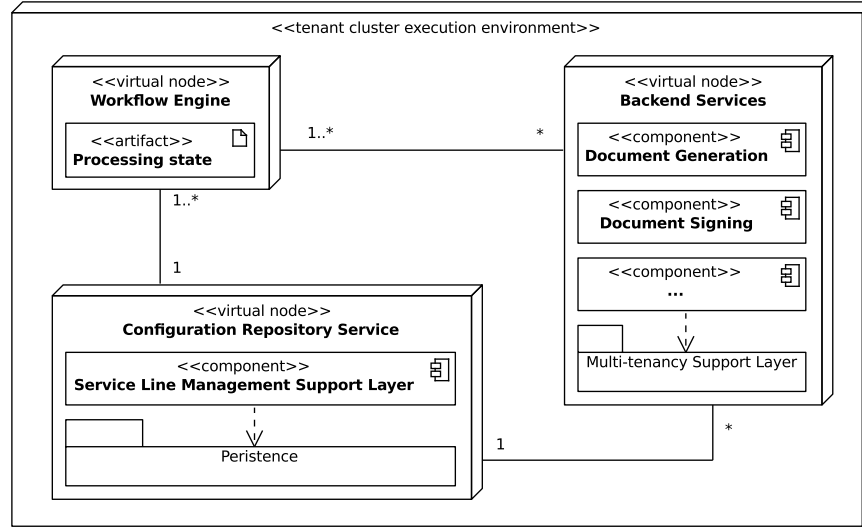 <<tenant cluster execution environment>>
<<virtual node>>
Workflow Engine
<<artifact>>
Processing state
1..*
*
<<virtual node>>
Backend Services
<<component>>
Document Generation
<<component>>
Document Signing
<<component>>
...
Multi-tenancy Support Layer
1..*
1
<<virtual node>>
Configuration Repository Service
<<component>>
Service Line Management Support Layer
Peristence
1
*